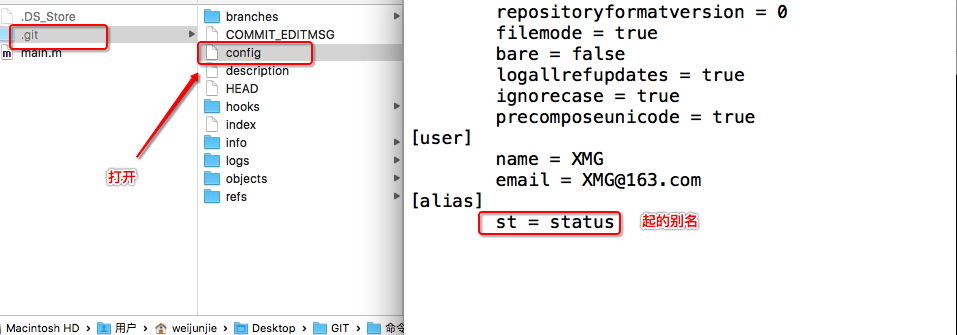 .DS_Store
.git
main.m
branches
COMMIT_EDITMSG
config
description
HEAD
hooks
index
info
logs
objects
refs
打开
repositoryformatversion = 0
filemode = true
bare = false
logallrefupdates = true
ignorecase = true
precomposeunicode = true
[user]
name = XMG
email = XMG@163.com
[alias]
st = status
起的别名
Macintosh HD › 用户 › weijunjie › Desktop › GIT › 命令